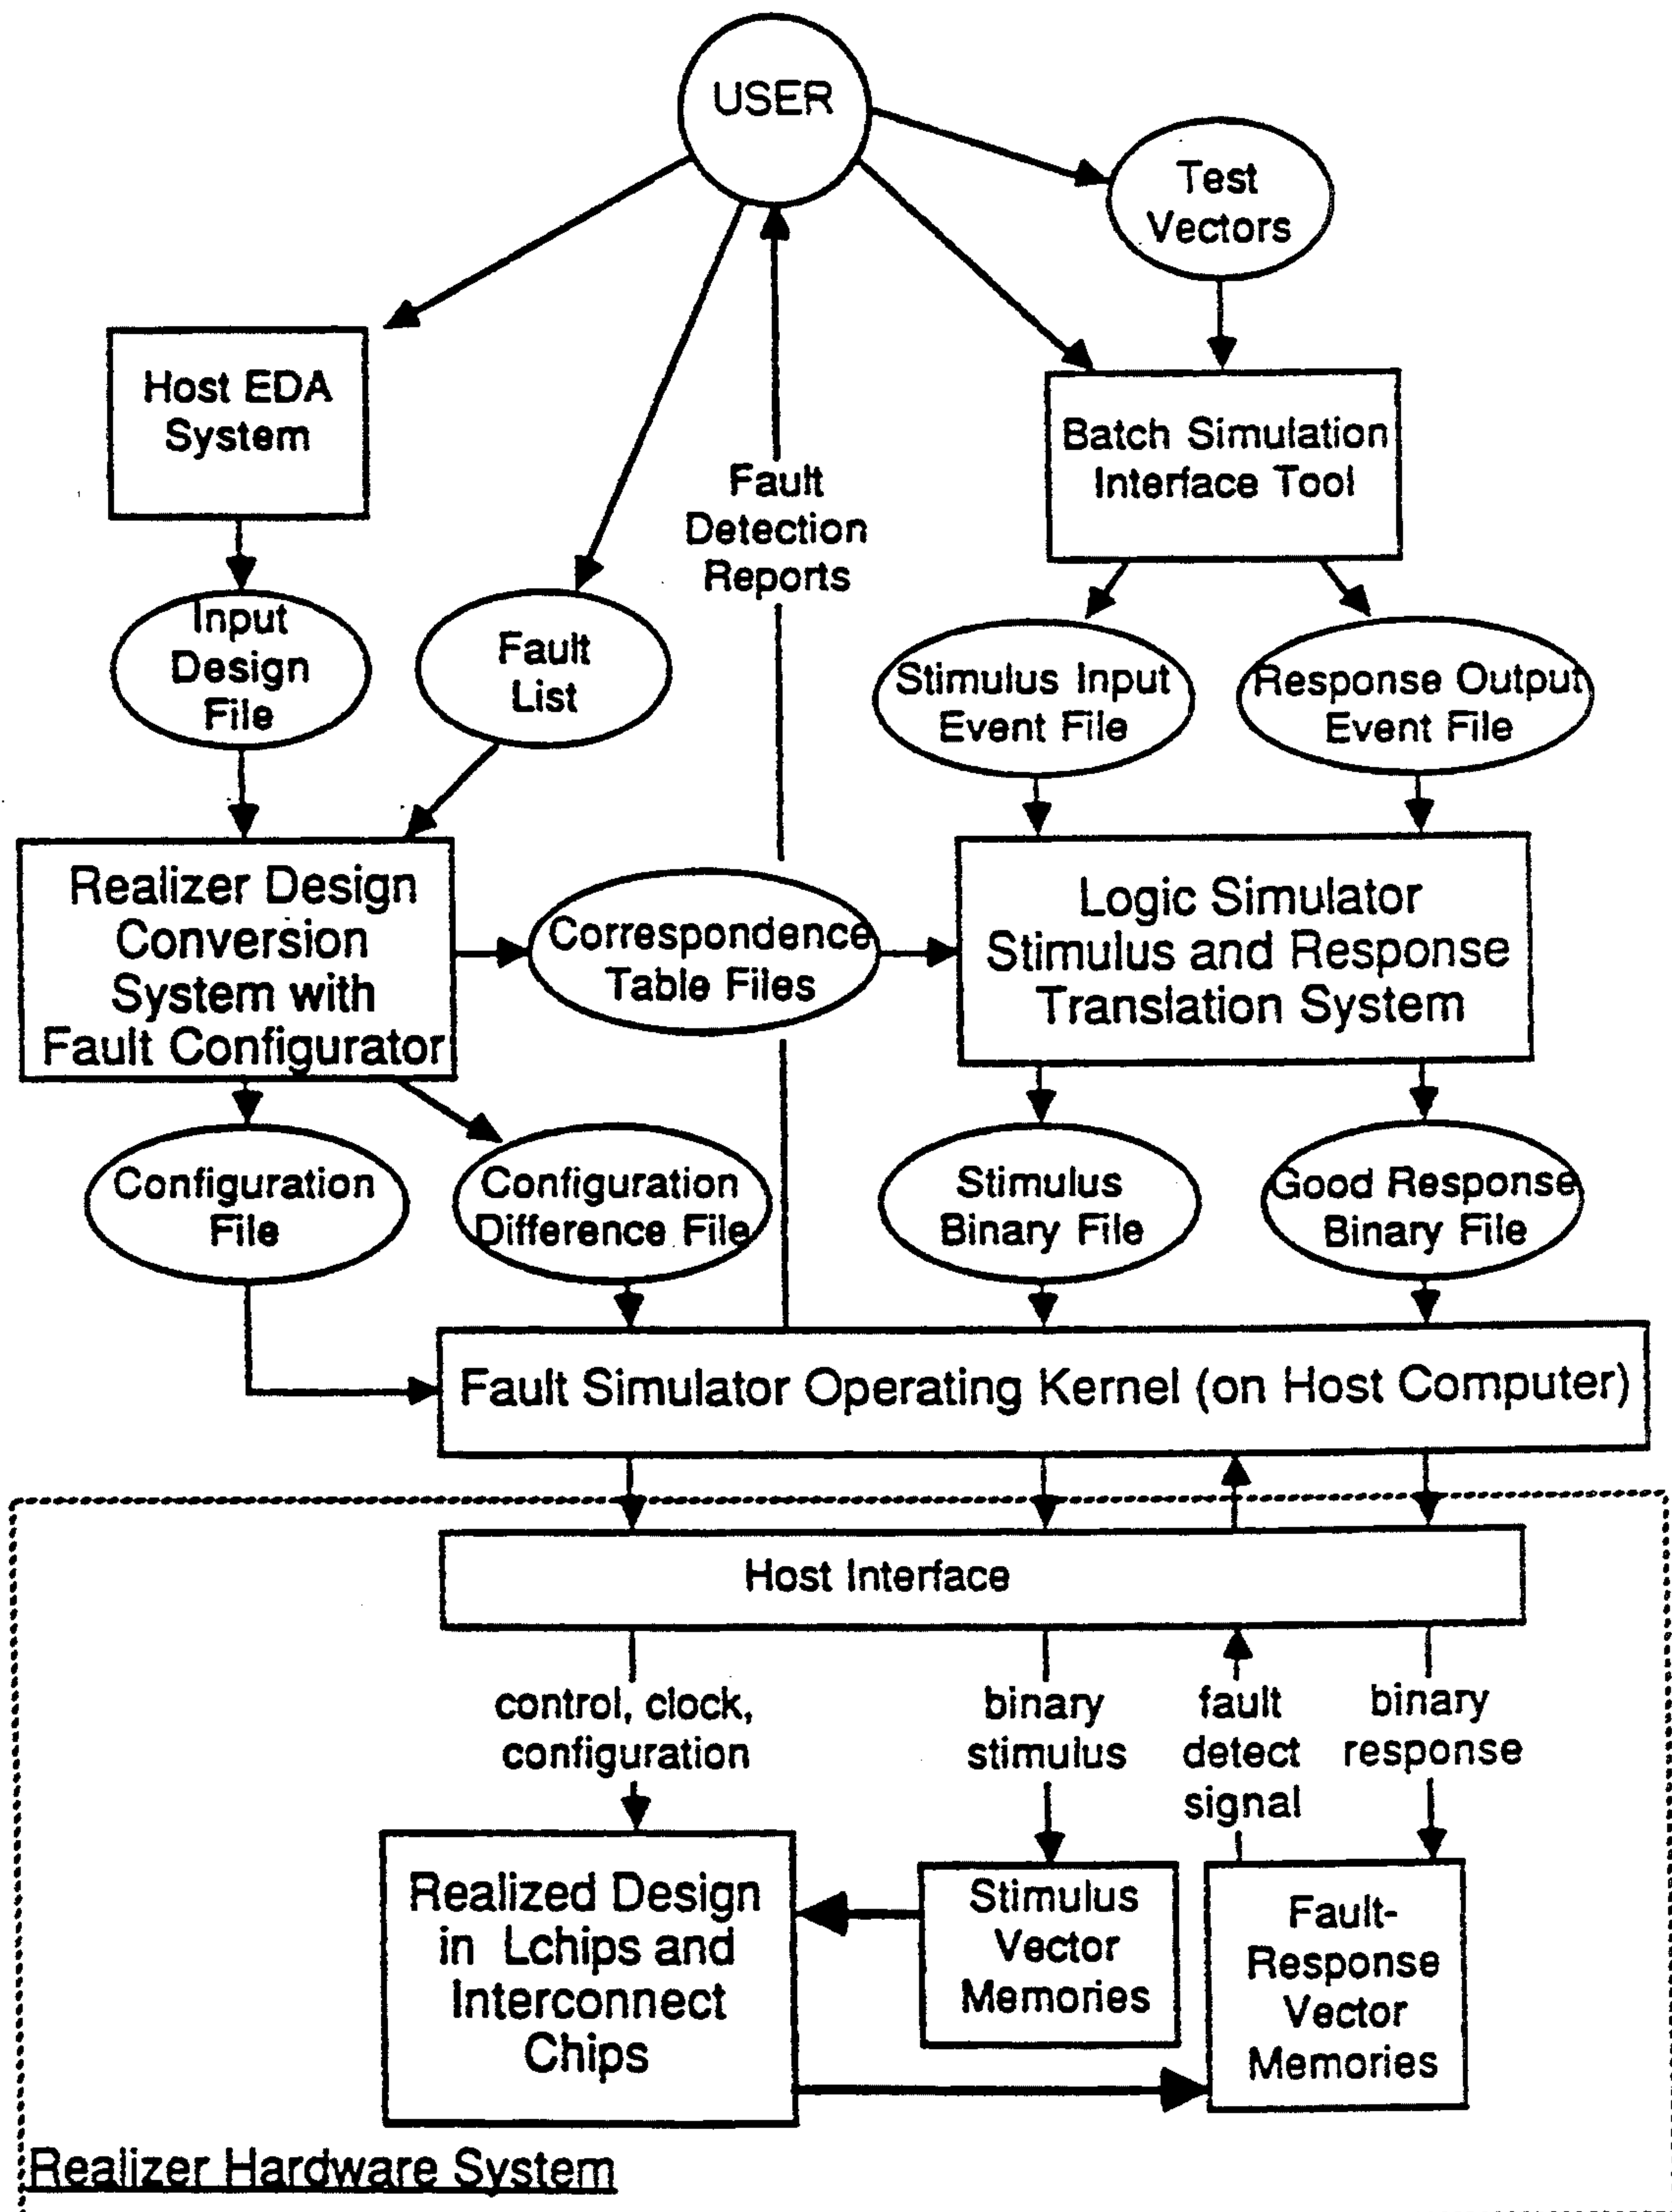 USER
Test
Vectors
Host EDA
System
Batch Simulation
Interface Tool
Fault
Detection
Reports
Input
Design
File
Fault
List
Stimulus Input
Event File
Response Output
Event File
Realizer Design
Conversion
System with
Fault Configurator
Correspondence
Table Files
Logic Simulator
Stimulus and Response
Translation System
Configuration
File
Configuration
Difference File
Stimulus
Binary File
Good Response
Binary File
Fault Simulator Operating Kernel (on Host Computer)
Host Interface
control, clock,
configuration
binary
stimulus
fault
detect
signal
binary
response
Realized Design
in Lchips and
Interconnect
Chips
Stimulus
Vector
Memories
Fault-
Response
Vector
Memories
Realizer Hardware System